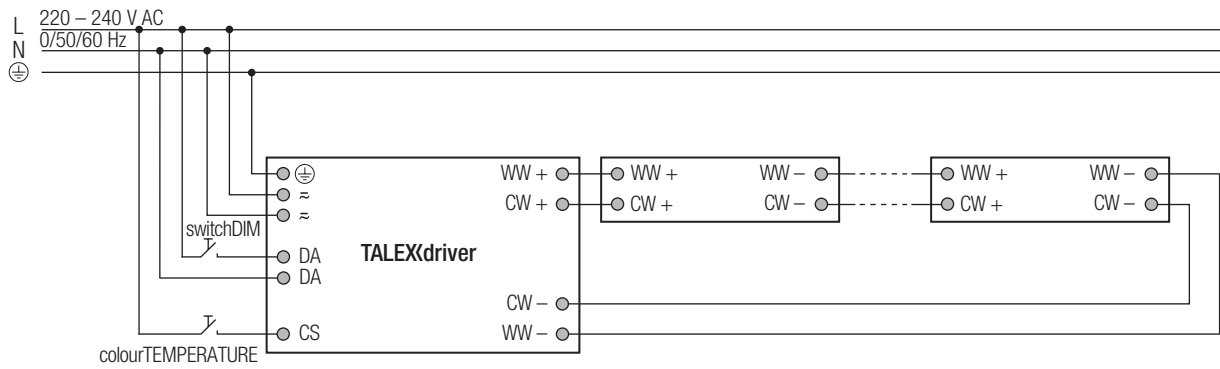 L 220 – 240 V AC
N 0/50/60 Hz
WW + WW + WW – WW + WW –
≂ CW + CW + CW – CW + CW –
≂
switchDIM
DA TALEXXdriver
DA
CW –
CS WW –
colourTEMPERATURE